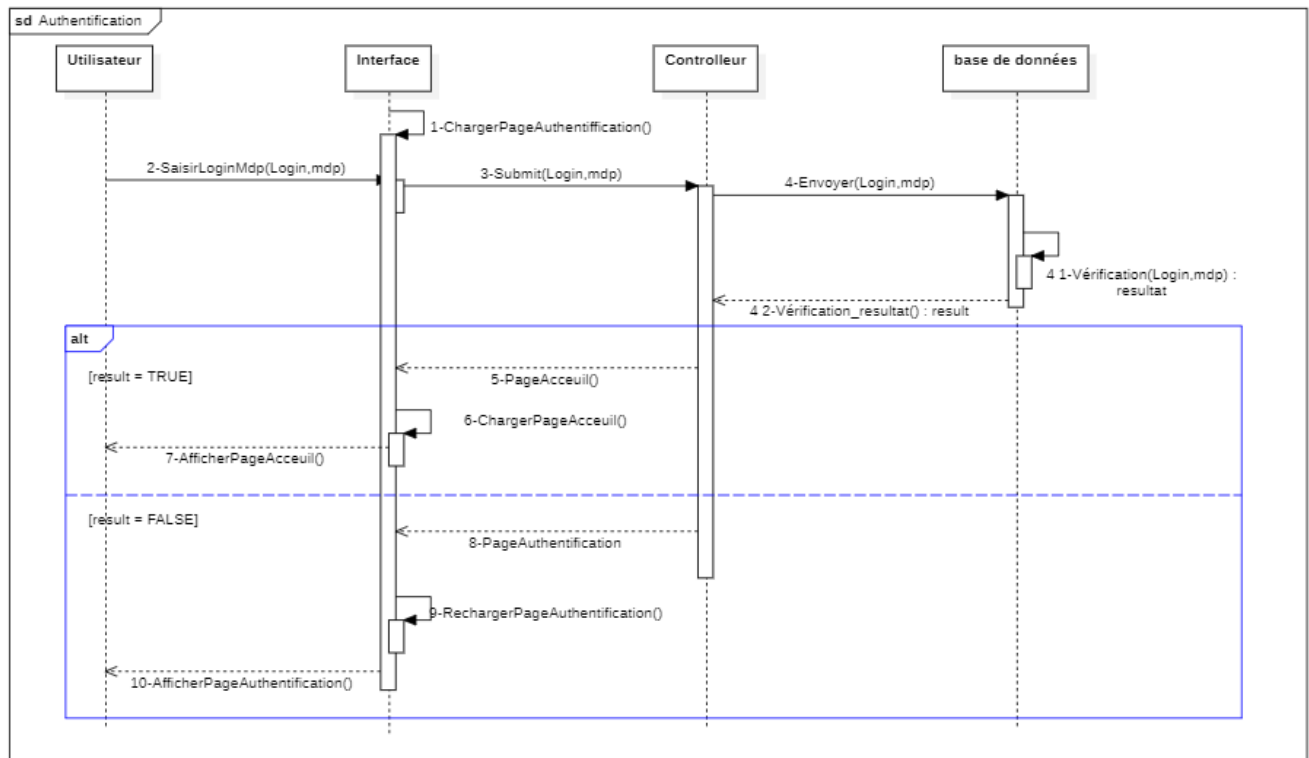 sd Authentification
Utilisateur
Interface
Controlleur
base de données
1-ChargerPageAuthentiffication()
2-SaisirLoginMdp(Login,mdp)
3-Submit(Login,mdp)
4-Envoyer(Login,mdp)
4 1-Vérification(Login,mdp) :
resultat
4 2-Vérification_resultat() : result
alt
[result = TRUE]
5-PageAcceuil()
6-ChargerPageAcceuil()
7-AfficherPageAcceuil()
[result = FALSE]
8-PageAuthentification
9-RechargerPageAuthentification()
10-AfficherPageAuthentification()